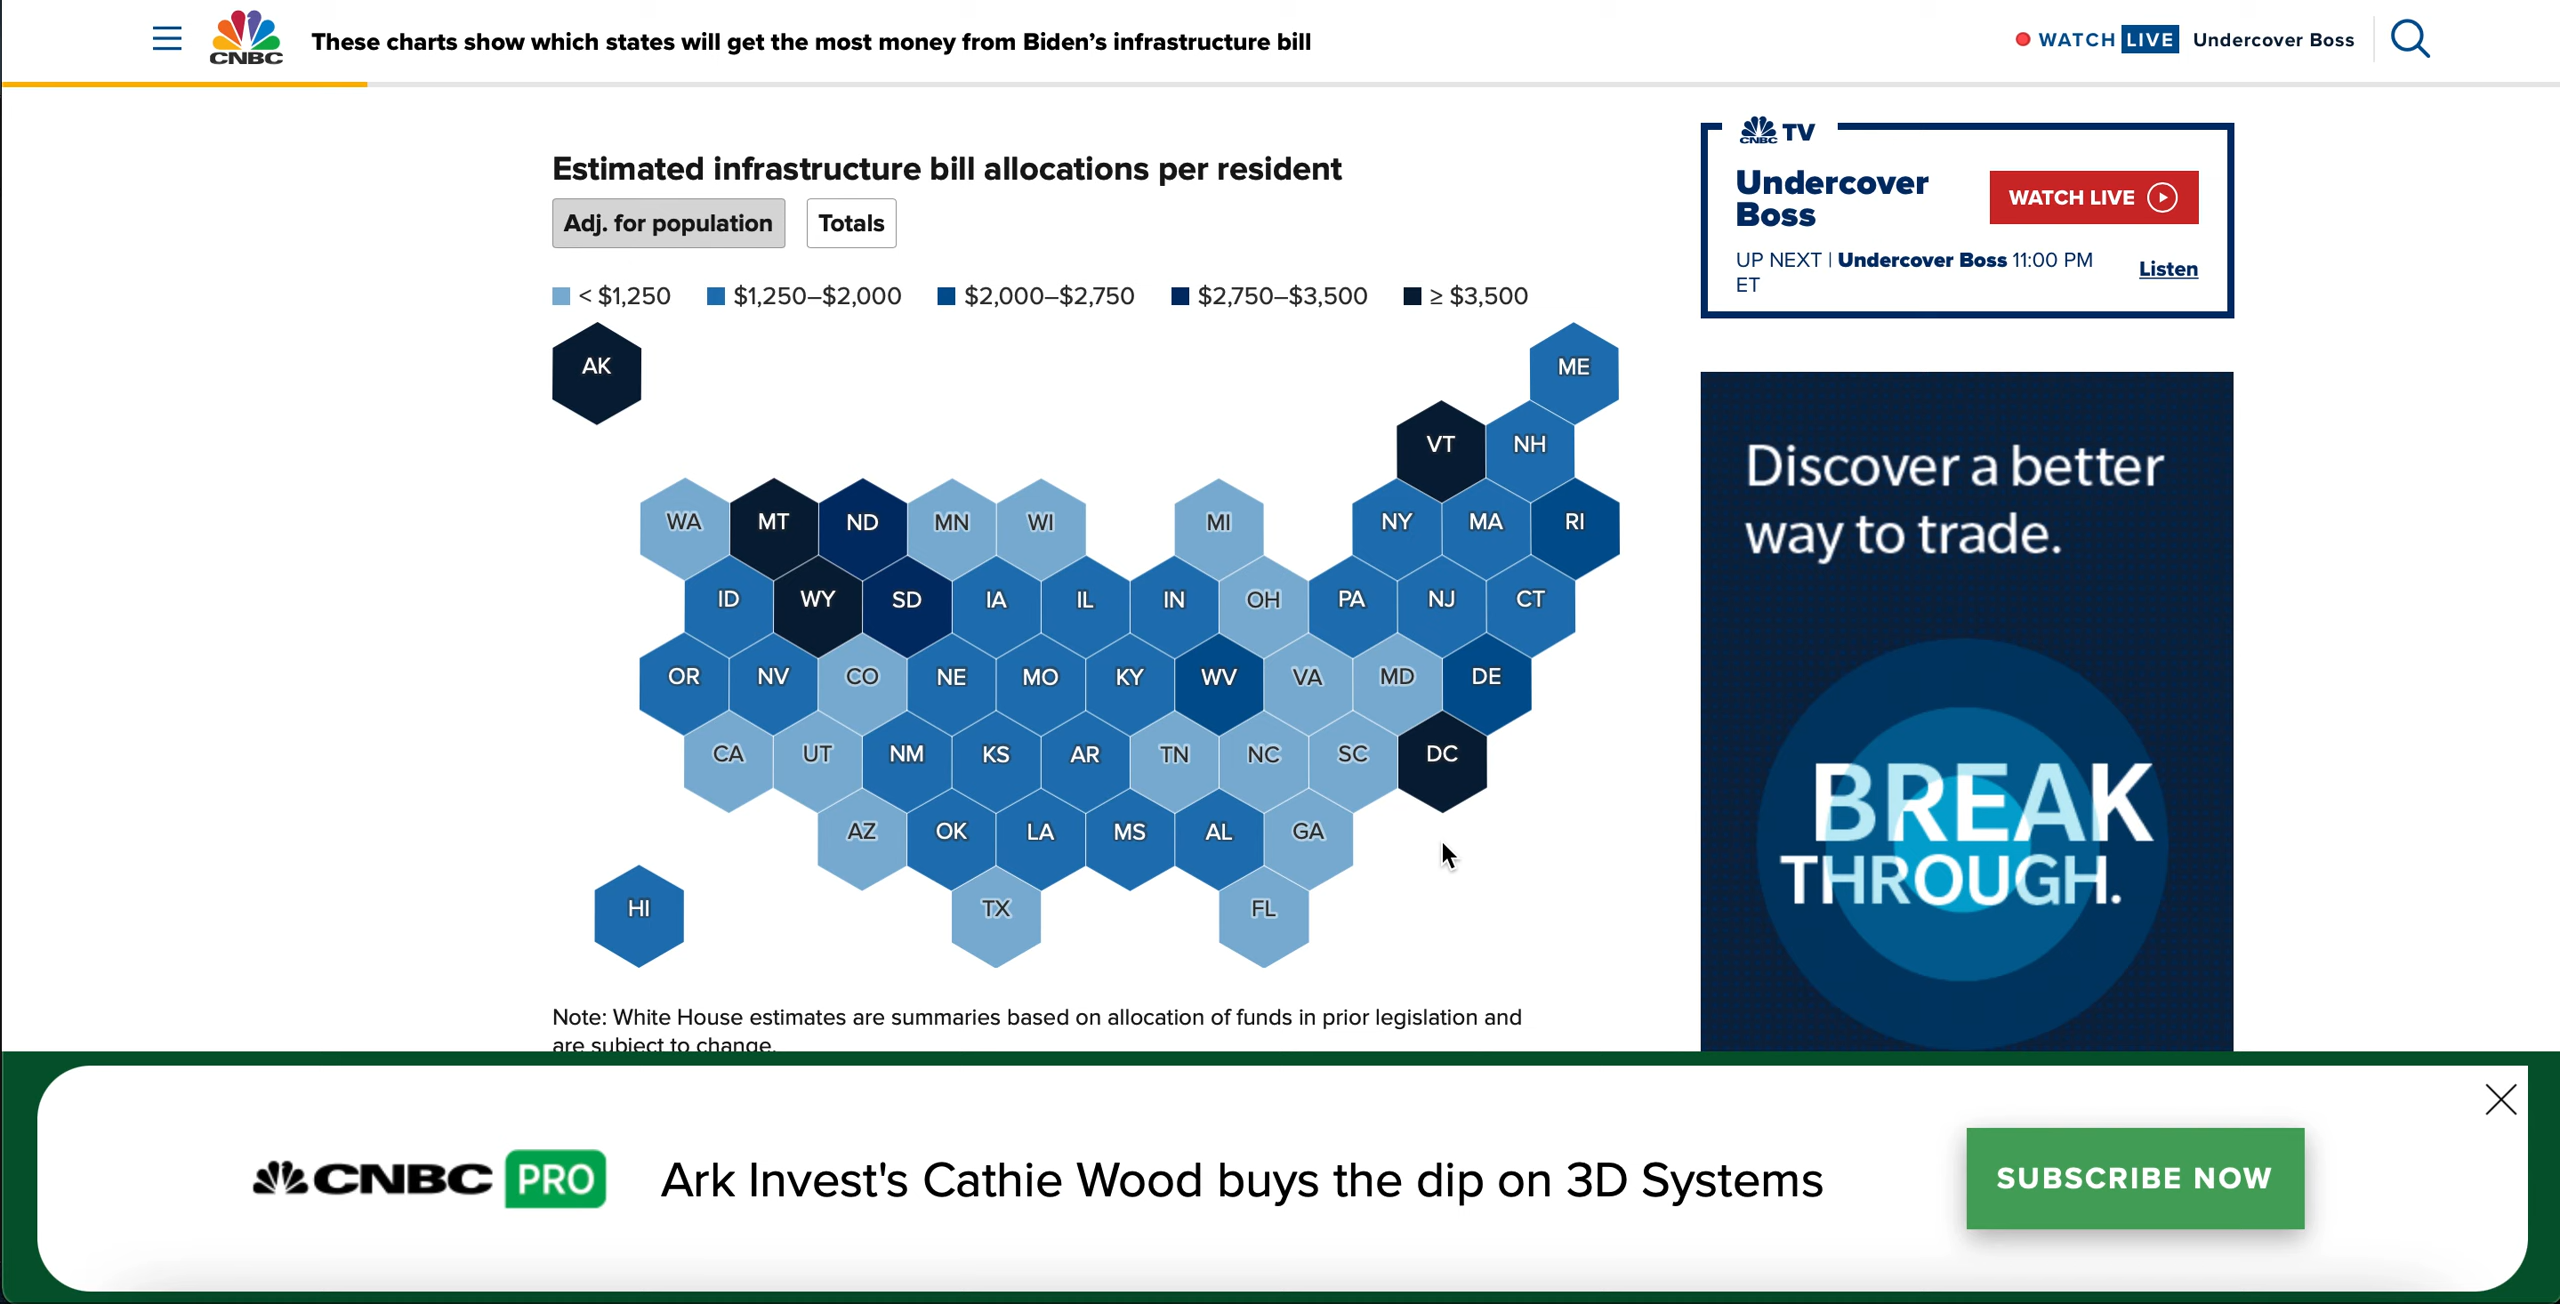 CNBC
These charts show which states will get the most money from Biden’s infrastructure bill
WATCH LIVE Undercover Boss
Estimated infrastructure bill allocations per resident
Adj. for population
Totals
< $1,250
$1,250–$2,000
$2,000–$2,750
$2,750–$3,500
≥ $3,500
AK
ME
VT
NH
WA
MT
ND
MN
WI
MI
NY
MA
RI
ID
WY
SD
IA
IL
IN
OH
PA
NJ
CT
OR
NV
CO
NE
MO
KY
WV
VA
MD
DE
CA
UT
NM
KS
AR
TN
NC
SC
DC
AZ
OK
LA
MS
AL
GA
HI
TX
FL
Note: White House estimates are summaries based on allocation of funds in prior legislation and
are subject to change.
CNBC TV
Undercover
Boss
WATCH LIVE
UP NEXT | Undercover Boss 11:00 PM
ET
Listen
Discover a better
way to trade.
BREAK
THROUGH.
CNBC PRO
Ark Invest's Cathie Wood buys the dip on 3D Systems
SUBSCRIBE NOW